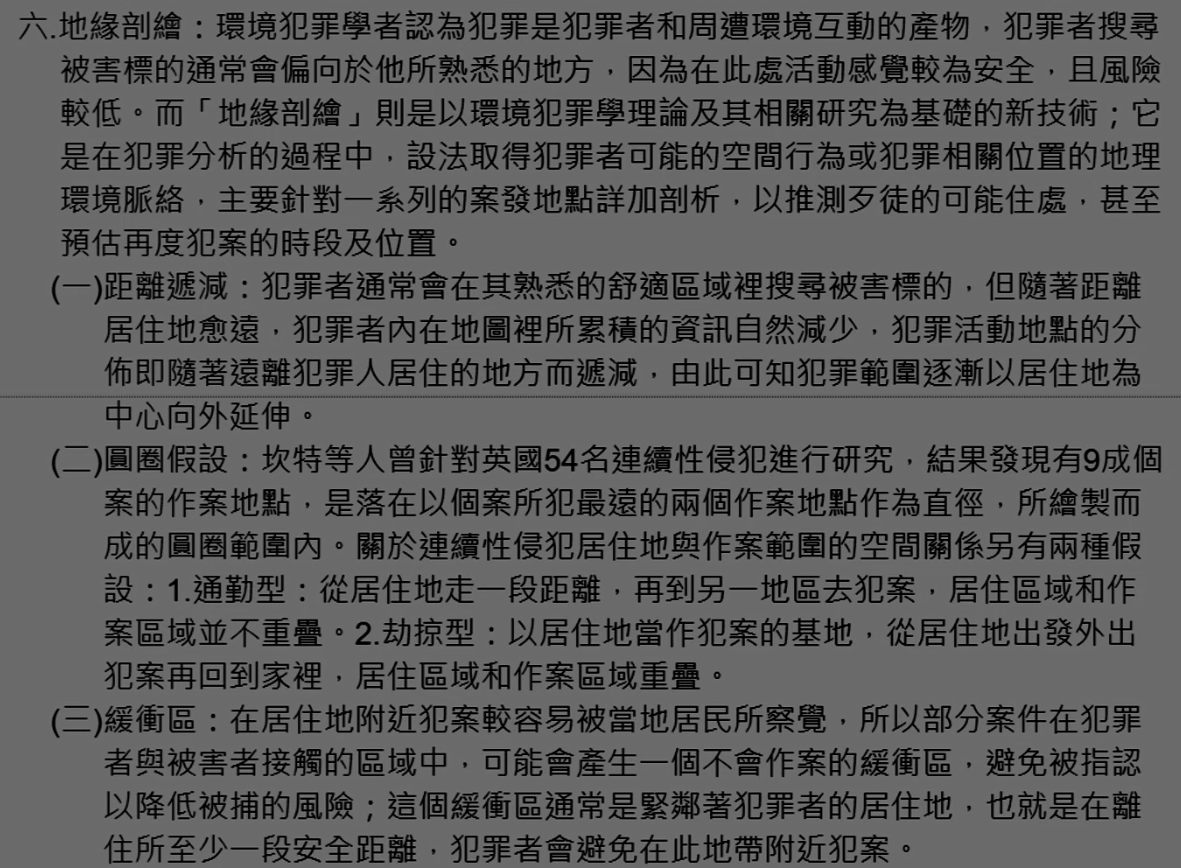 六.地緣剖繪：環境犯罪學者認為犯罪是犯罪者和周遭環境互動的產物，犯罪者搜尋
被害標的通常會偏向於他所熟悉的地方，因為在此處活動感覺較為安全，且風險
較低。而「地緣剖繪」則是以環境犯罪學理論及其相關研究為基礎的新技術；它
是在犯罪分析的過程中，設法取得犯罪者可能的空間行為或犯罪相關位置的地理
環境脈絡，主要針對一系列的案發地點詳加剖析，以推測歹徒的可能住處，甚至
預估再度犯案的時段及位置。
(一)距離遞減：犯罪者通常會在其熟悉的舒適區域裡搜尋被害標的，但隨著距離
居住地愈遠，犯罪者內在地圖裡所累積的資訊自然減少，犯罪活動地點的分
佈即隨著遠離犯罪人居住的地方而遞減，由此可知犯罪範圍逐漸以居住地為
中心向外延伸。
(二)圓圈假設：坎特等人曾針對英國54名連續性侵犯進行研究，結果發現有9成個
案的作案地點，是落在以個案所犯最遠的兩個作案地點作為直徑，所繪製而
成的圓圈範圍內。關於連續性侵犯居住地與作案範圍的空間關係另有兩種假
設：1.通勤型：從居住地走一段距離，再到另一地區去犯案，居住區域和作
案區域並不重疊。2.劫掠型：以居住地當作犯案的基地，從居住地出發外出
犯案再回到家裡，居住區域和作案區域重疊。
(三)緩衝區：在居住地附近犯案較容易被當地居民所察覺，所以部分案件在犯罪
者與被害者接觸的區域中，可能會產生一個不會作案的緩衝區，避免被指認
以降低被捕的風險；這個緩衝區通常是緊鄰著犯罪者的居住地，也就是在離
住所至少一段安全距離，犯罪者會避免在此地帶附近犯案。